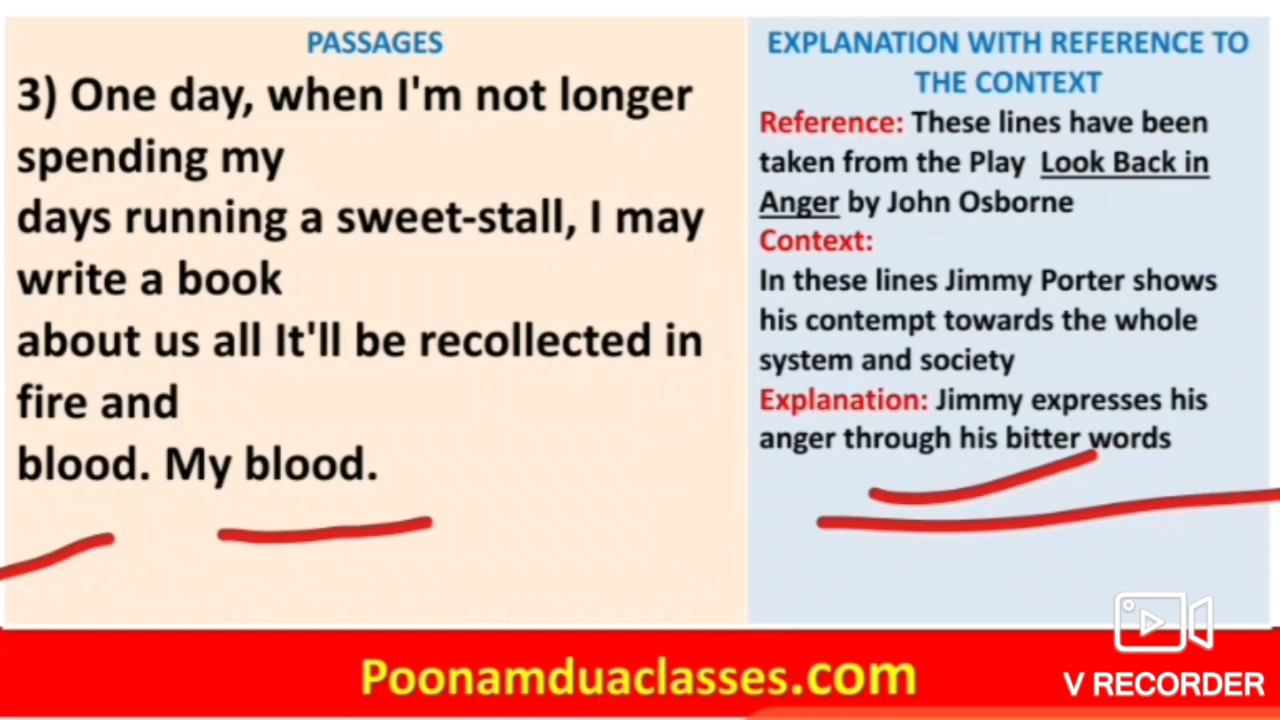 PASSAGES
3) One day, when I'm not longer
spending my
days running a sweet-stall, I may
write a book
about us all It'll be recollected in
fire and
blood. My blood.
EXPLANATION WITH REFERENCE TO
THE CONTEXT
Reference: These lines have been
taken from the Play Look Back in
Anger by John Osborne
Context:
In these lines Jimmy Porter shows
his contempt towards the whole
system and society
Explanation: Jimmy expresses his
anger through his bitter words
Poonamduaclasses.com
V RECORDER